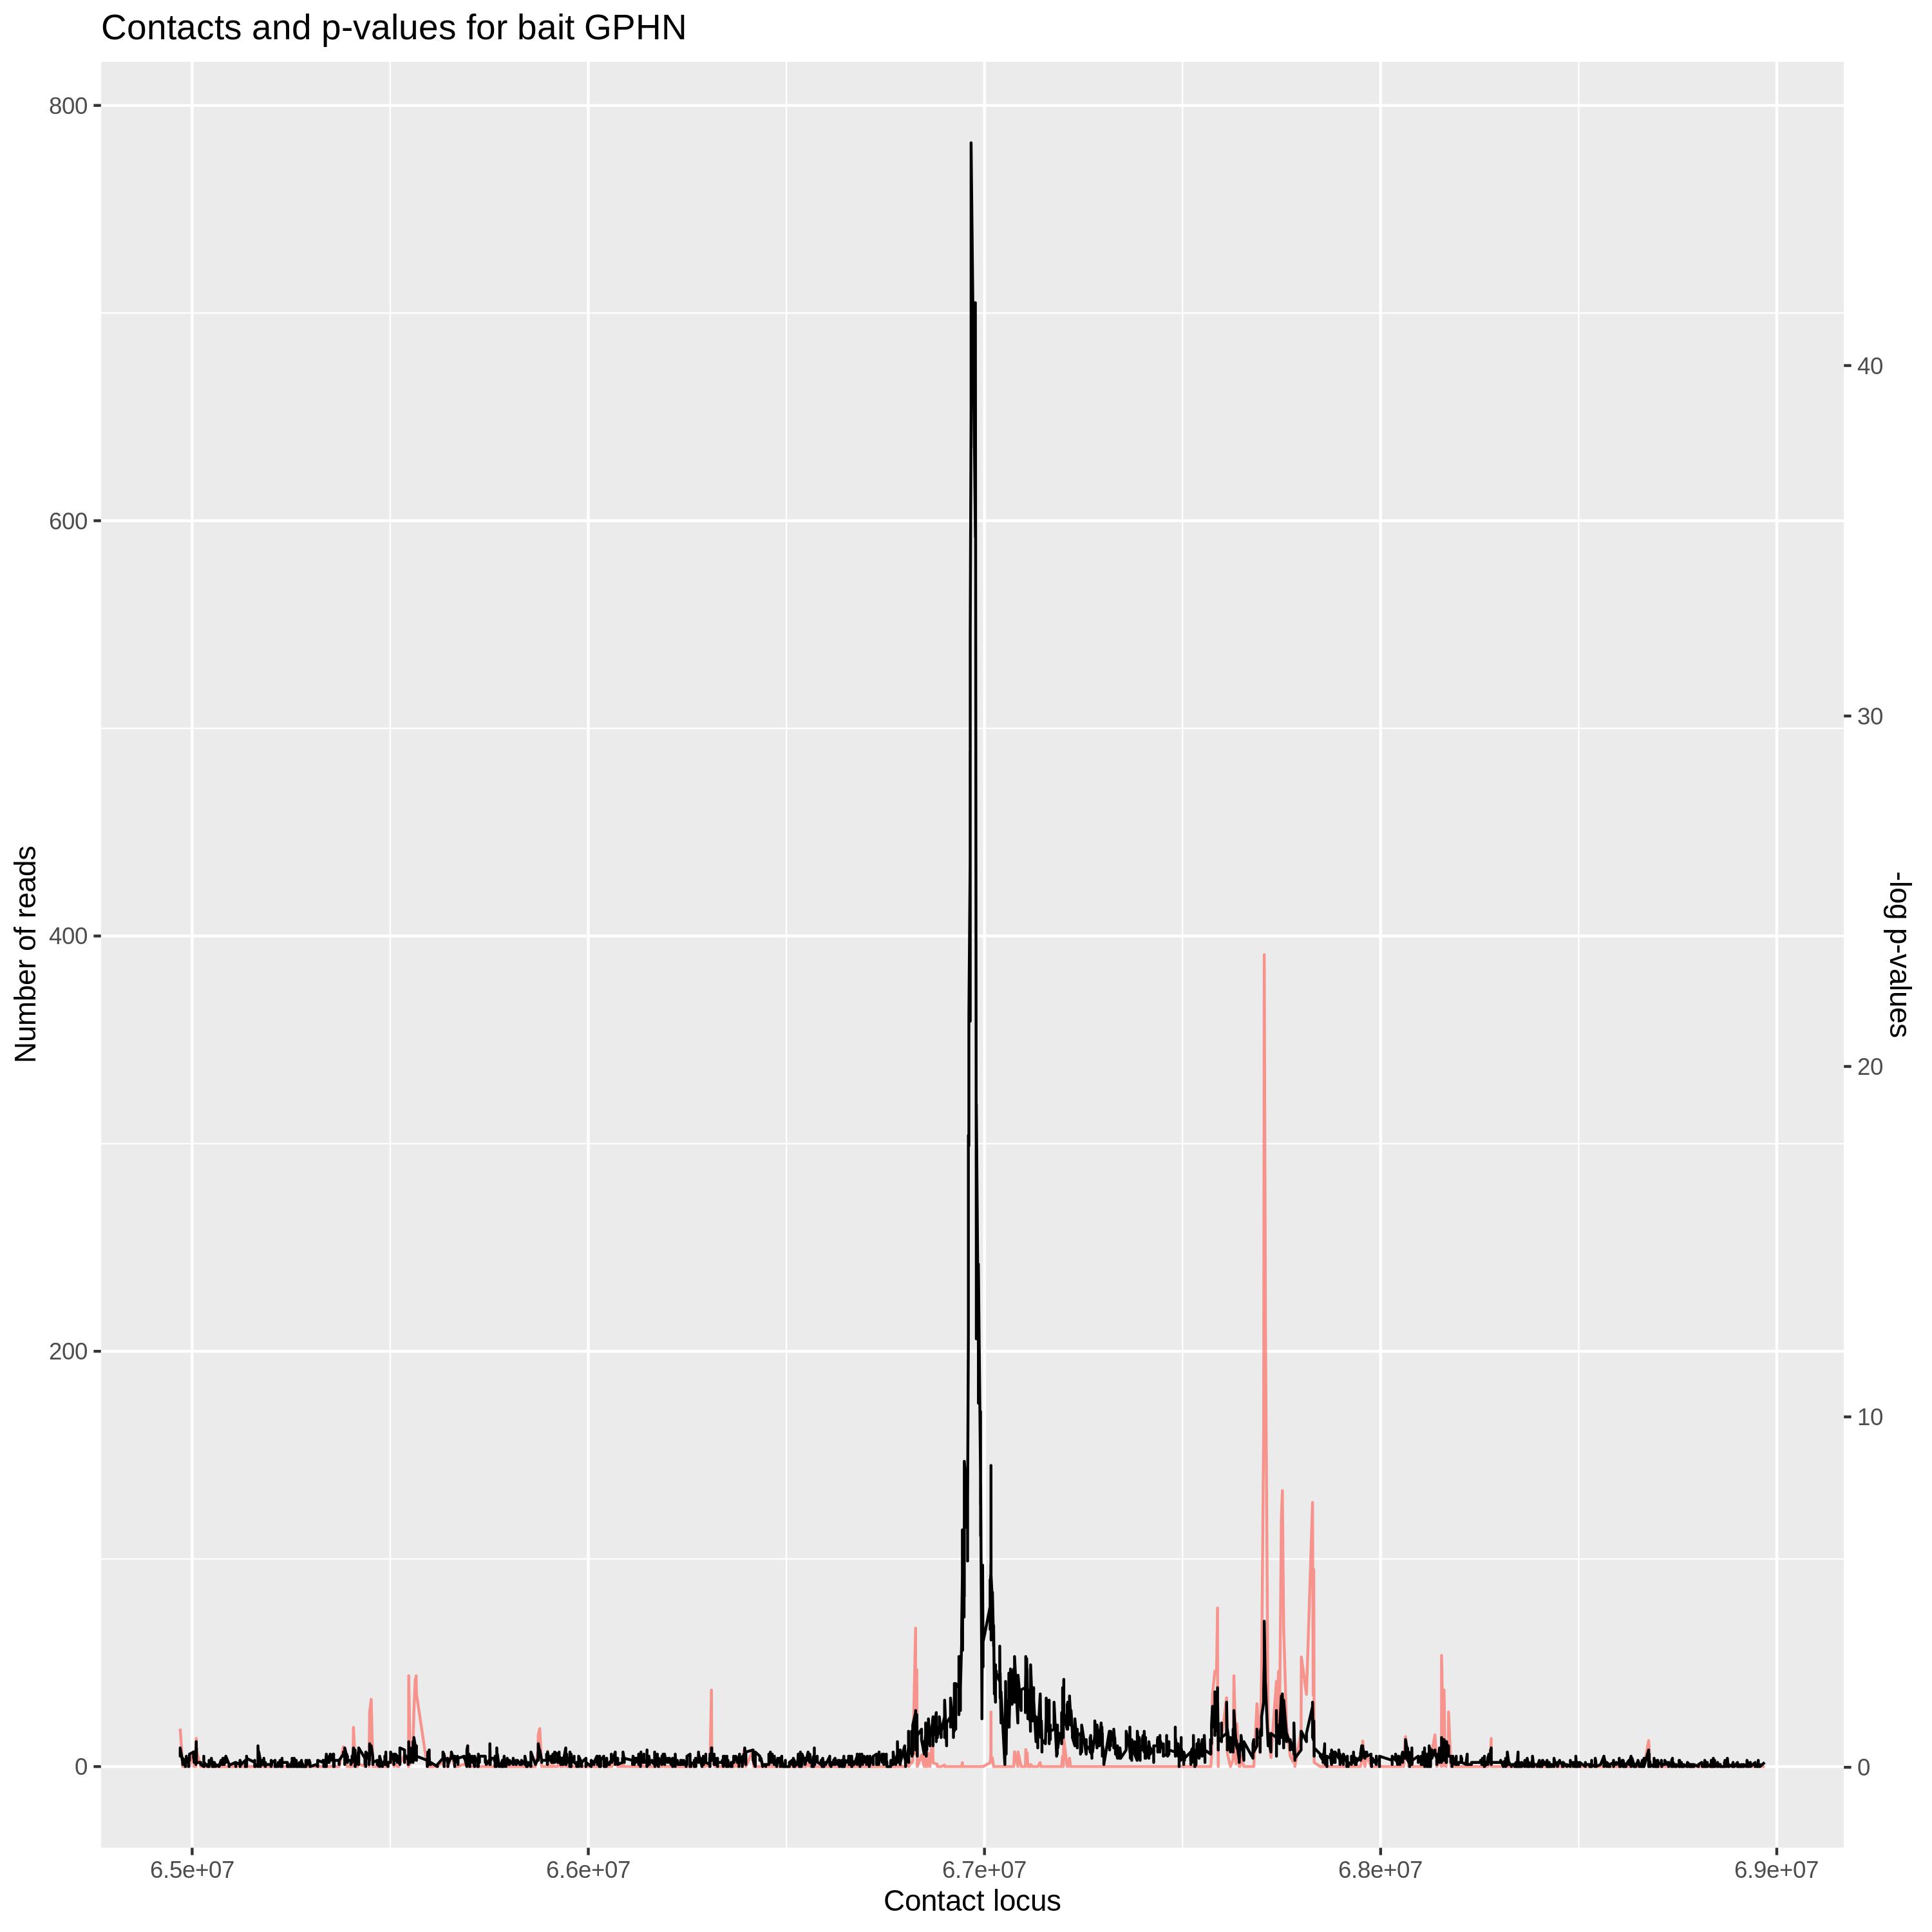 Contacts and p-values for bait GPHN
800
600
400
200
0
Number of reads
40
30
20
10
0
-log p-values
6.5e+07
6.6e+07
6.7e+07
6.8e+07
6.9e+07
Contact locus